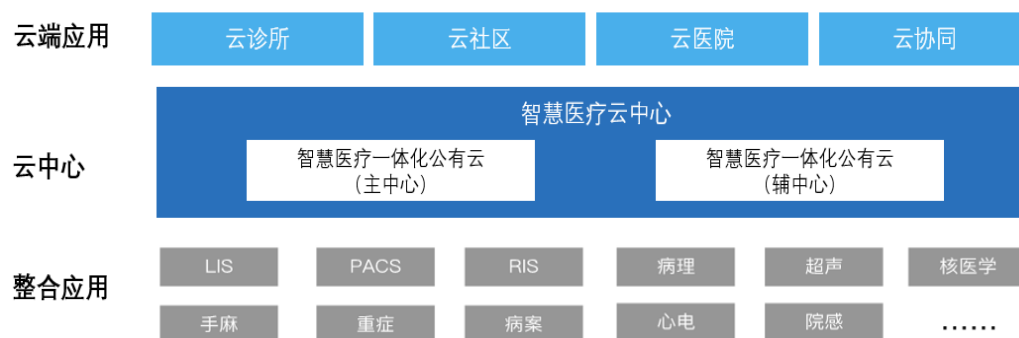 云端应用
云诊所
云社区
云医院
云协同
云中心
智慧医疗云中心
智慧医疗一体化公有云
（主中心）
智慧医疗一体化公有云
（辅中心）
整合应用
LIS
PACS
RIS
病理
超声
核医学
手麻
重症
病案
心电
院感
......